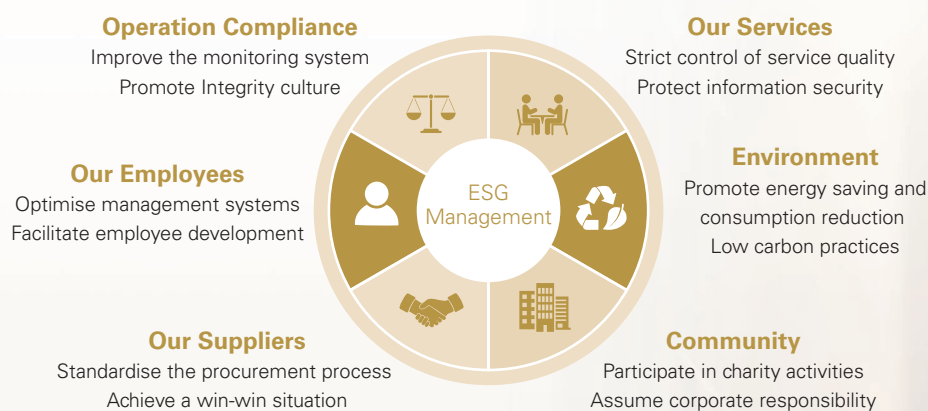 Operation Compliance
Improve the monitoring system
Promote Integrity culture
Our Services
Strict control of service quality
Protect information security
Our Employees
Optimise management systems
Facilitate employee development
ESG
Management
Environment
Promote energy saving and
consumption reduction
Low carbon practices
Our Suppliers
Standardise the procurement process
Achieve a win-win situation
Community
Participate in charity activities
Assume corporate responsibility